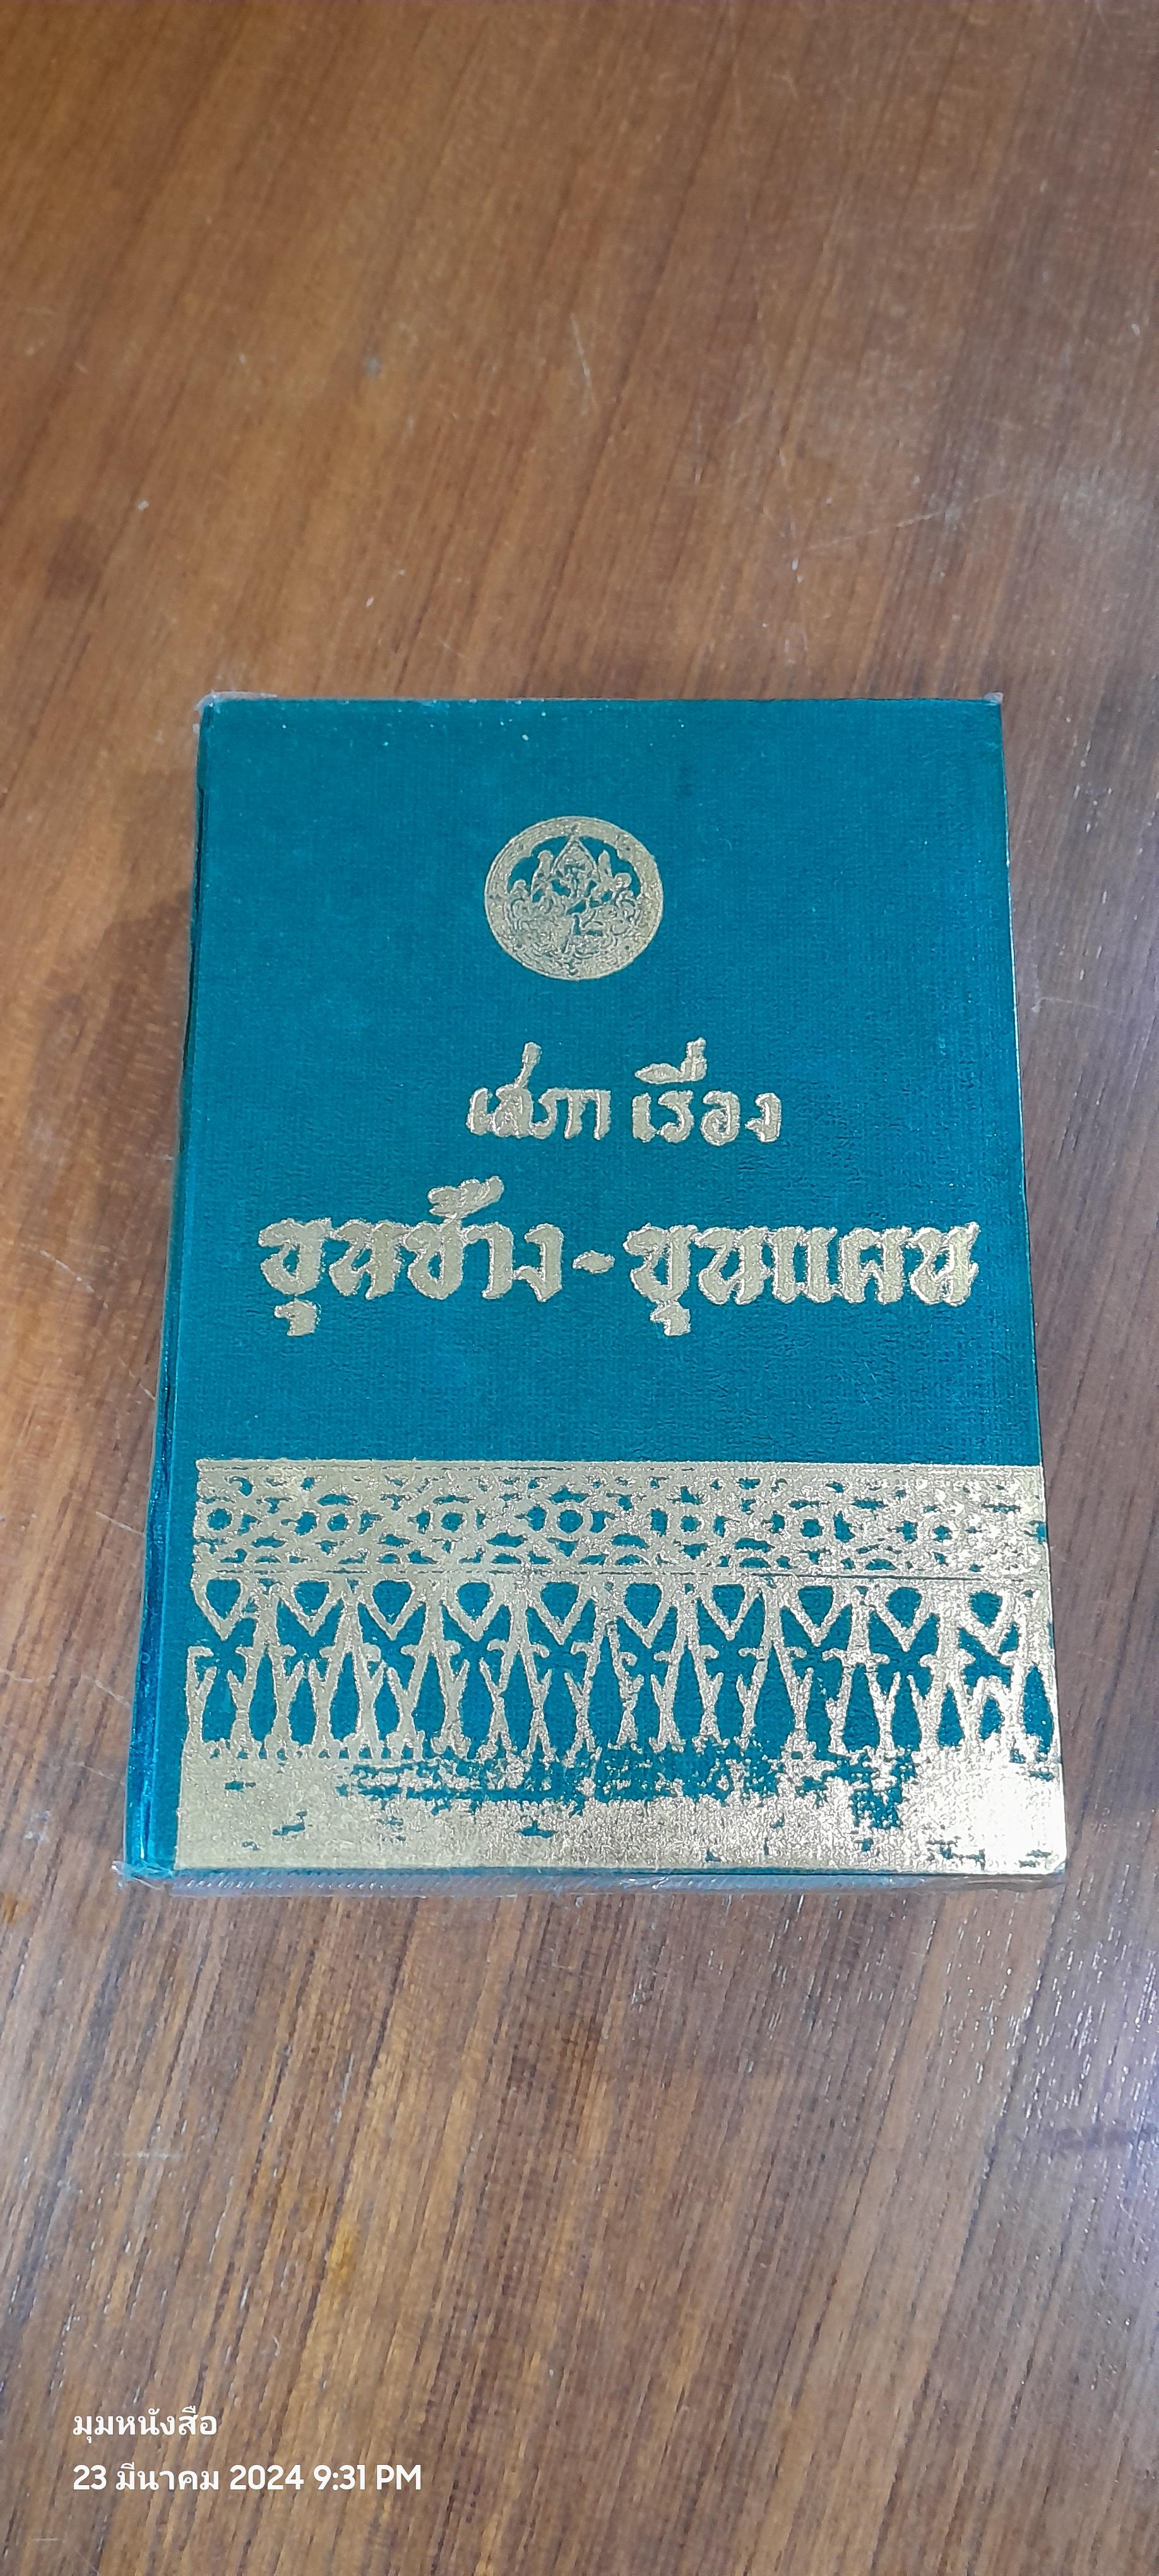 เสภา เรื่อง
ขุนช้าง-ขุนแผน
มุมหนังสือ
23 มีนาคม 2024 9:31 PM